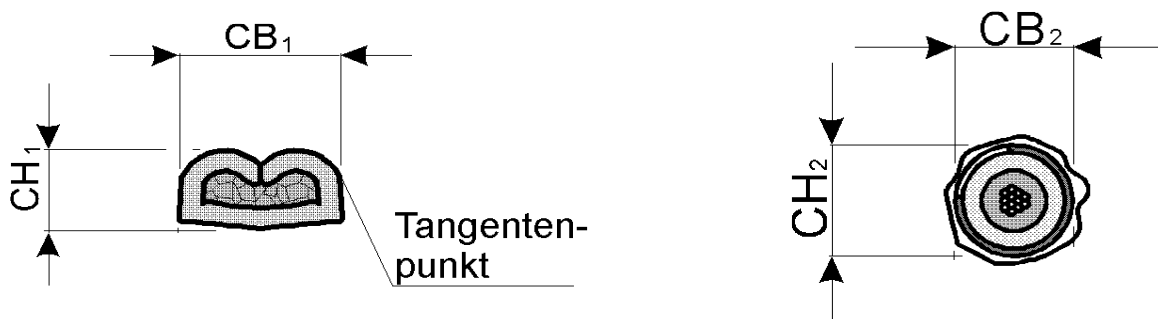 CB₁
CH₁
Tangenten-
punkt
CB₂
CH₂